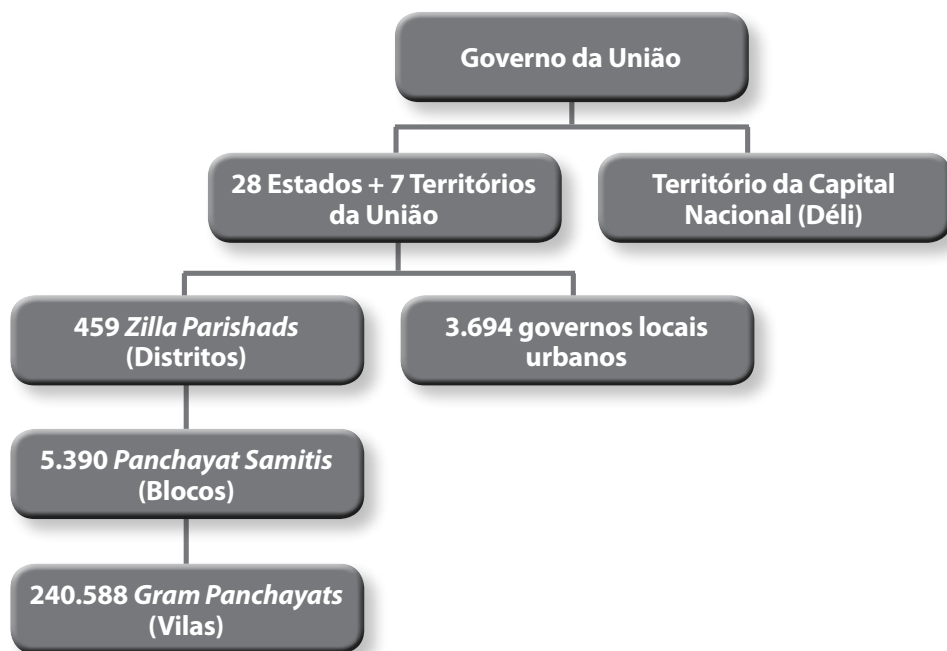 Governo da União
28 Estados + 7 Territórios
da União
Território da Capital
Nacional (Déli)
459 Zilla Parishads
(Distritos)
3.694 governos locais
urbanos
5.390 Panchayat Samitis
(Blocos)
240.588 Gram Panchayats
(Vilas)